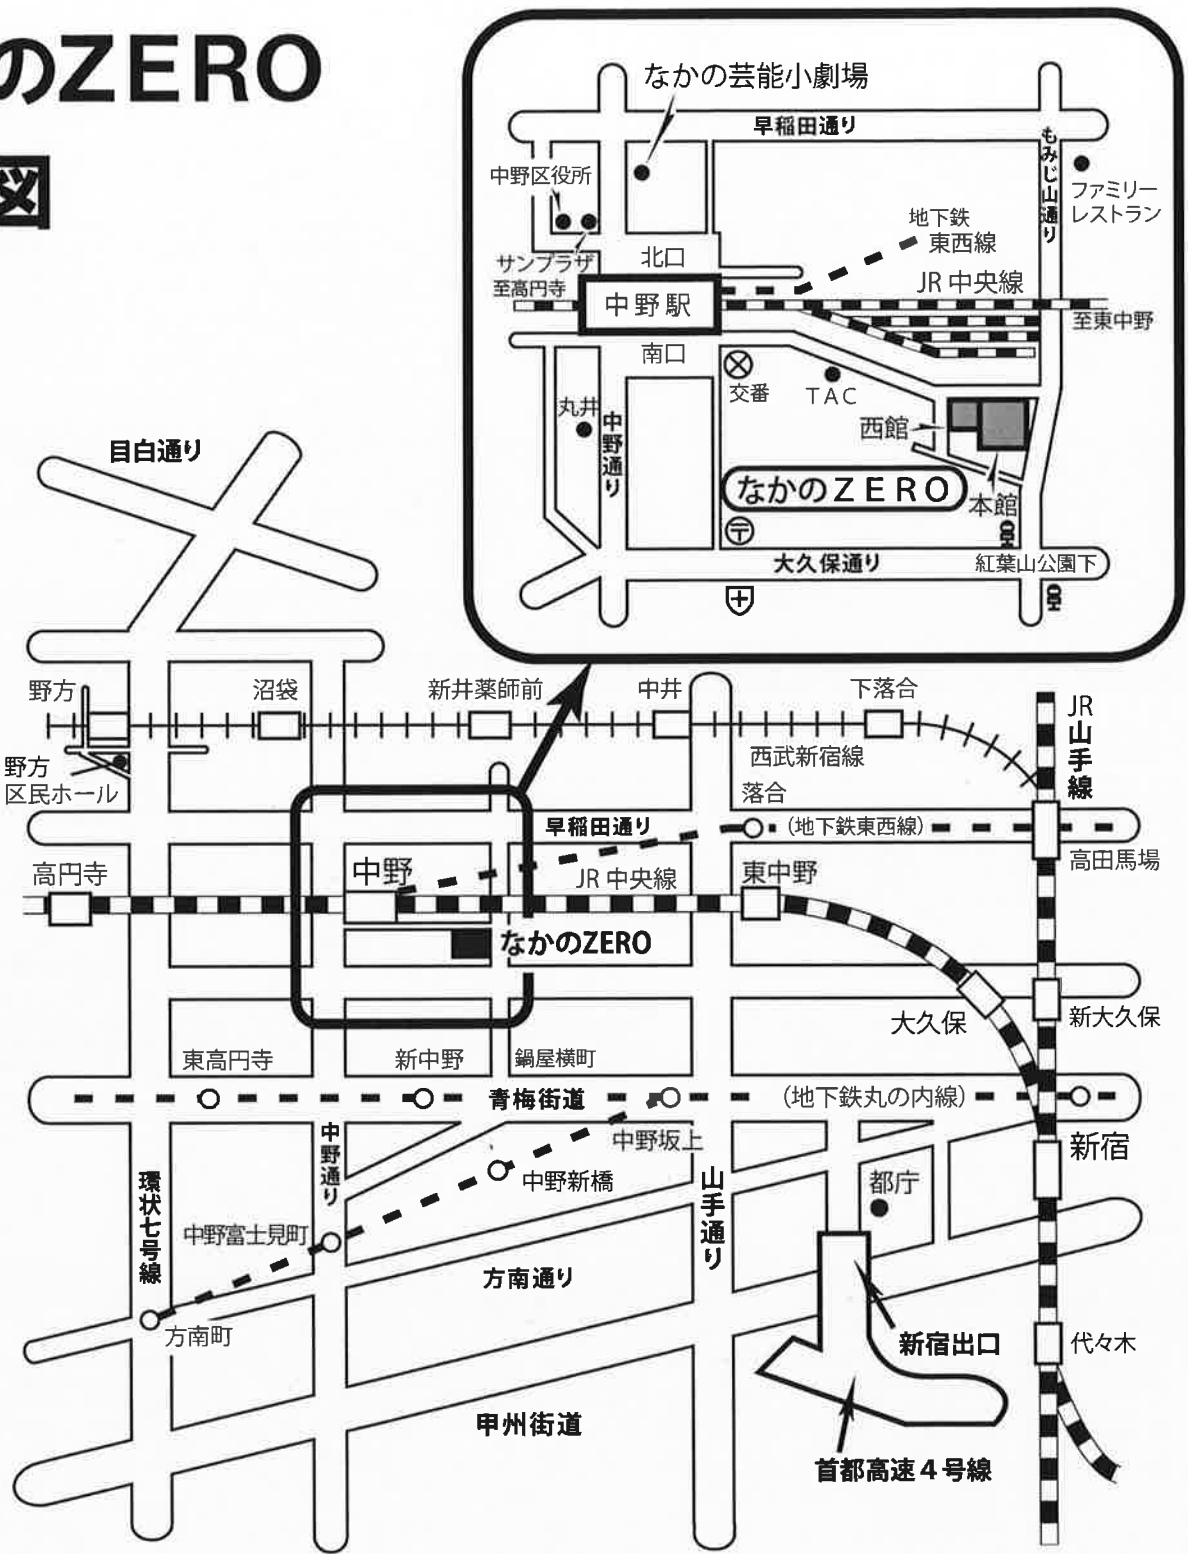 のZERO
図
なかの芸能小劇場
早稲田通り
もみじ山通り
中野区役所
ファミリー
レストラン
地下鉄
東西線
サンプラザ
北口
JR 中央線
至高円寺
中野駅
至東中野
南口
交番
TAC
丸井
中野通り
西館
なかのZERO
本館
〒
大久保通り
紅葉山公園下
目白通り
野方
沼袋
新井薬師前
中井
下落合
JR
山手線
西武新宿線
野方
区民ホール
落合
早稲田通り
(地下鉄東西線)
高田馬場
高円寺
中野
JR 中央線
東中野
なかのZERO
大久保
新大久保
東高円寺
新中野
鍋屋横町
青梅街道
(地下鉄丸の内線)
中野坂上
新宿
中野通り
環状七号線
中野新橋
山手通り
都庁
中野富士見町
方南通り
方南町
新宿出口
代々木
甲州街道
首都高速4号線